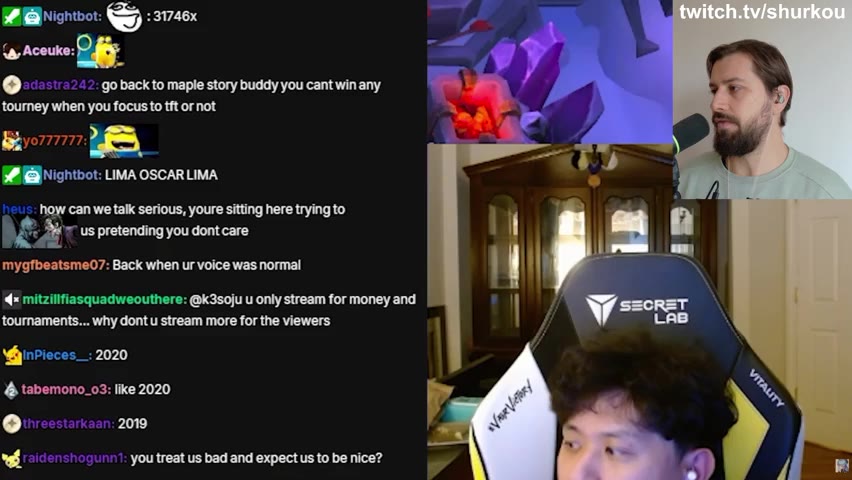 Nightbot: : 31746x
Aceuke:
adastra242: go back to maple story buddy you cant win any
tourney when you focus to tft or not
yo777777:
Nightbot: LIMA OSCAR LIMA
heus: how can we talk serious, youre sitting here trying to
us pretending you dont care
mygfbeatsme07: Back when ur voice was normal
mitzillfiasquadweouthere: @k3soju u only stream for money and
tournaments... why dont u stream more for the viewers
InPieces__: 2020
tabemono_o3: like 2020
threestarkaan: 2019
raidenshogunn1: you treat us bad and expect us to be nice?
twitch.tv/shurkou
SECRET
LAB
VITALITY